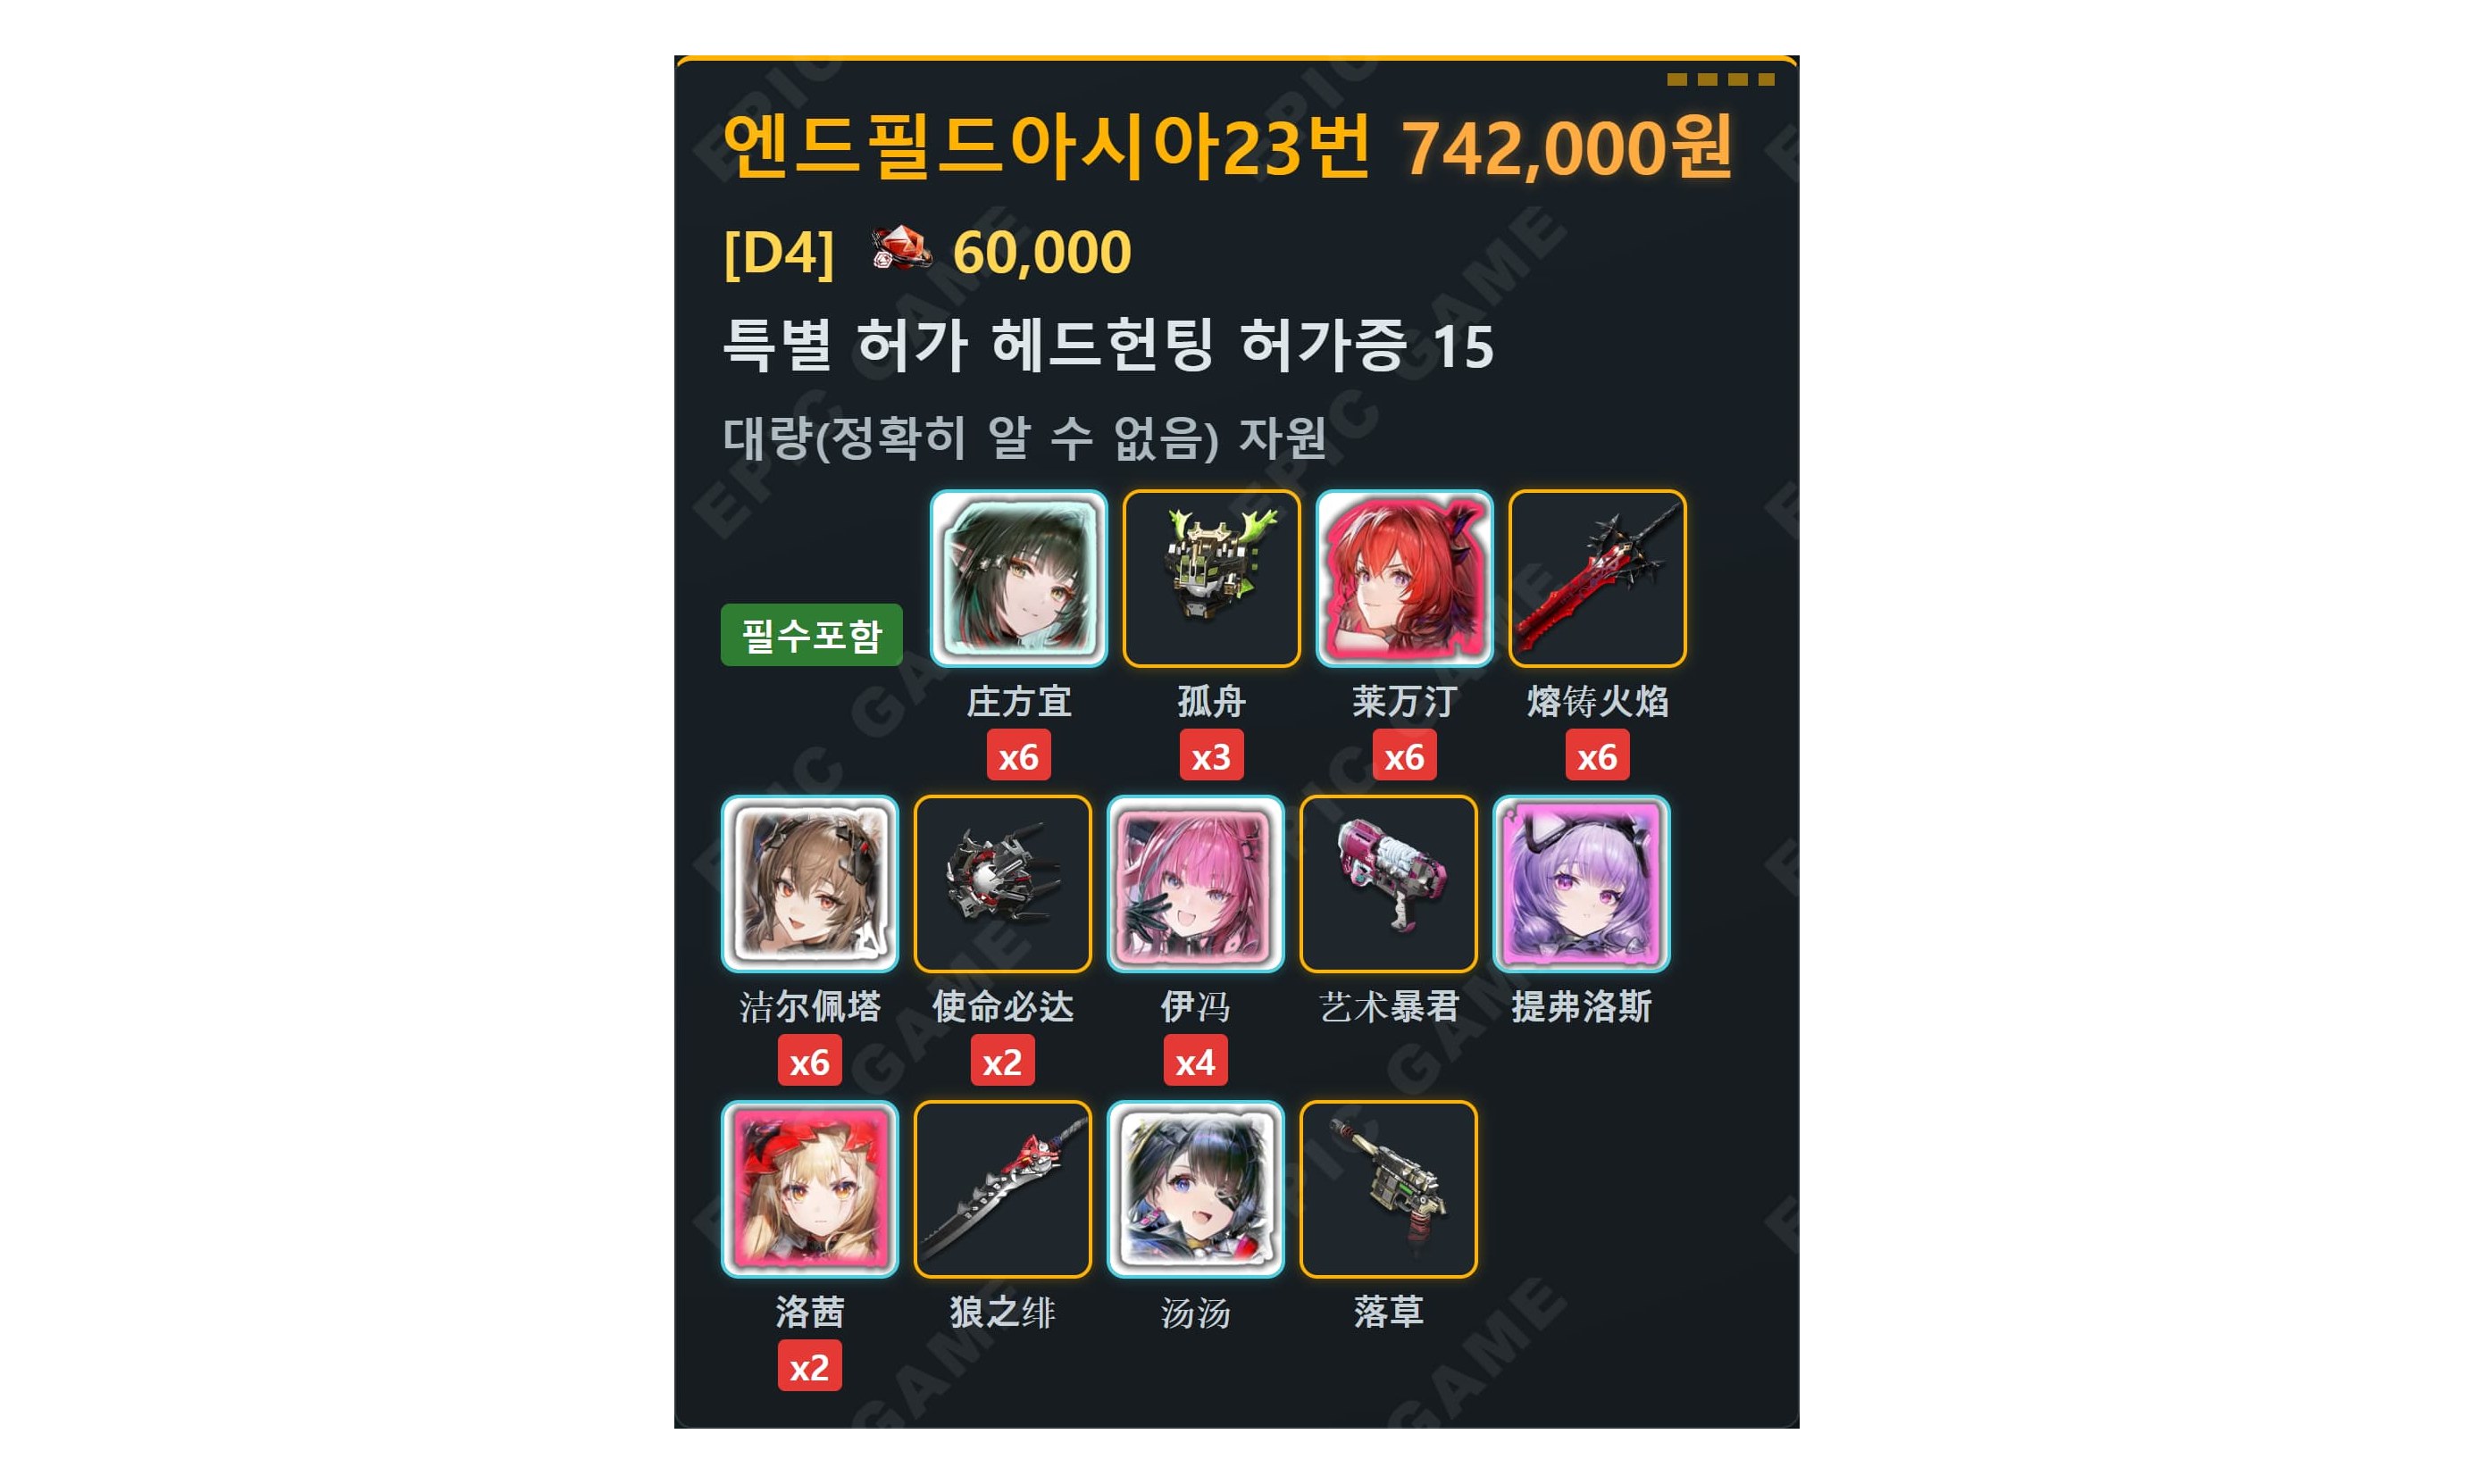 엔드필드아시아23번 742,000원
[D4] 60,000
특별 허가 헤드헌팅 허가증 15
대량(정확히 알 수 없음) 자원
필수포함
庄方宜 孤舟 莱万汀 熔铸火焰
x6 x3 x6 x6
洁尔佩塔 使命必达 伊冯 艺术暴君 提弗洛斯
x6 x2 x4
洛茜 狼之绯 汤汤 落草
x2
EPIC GAME